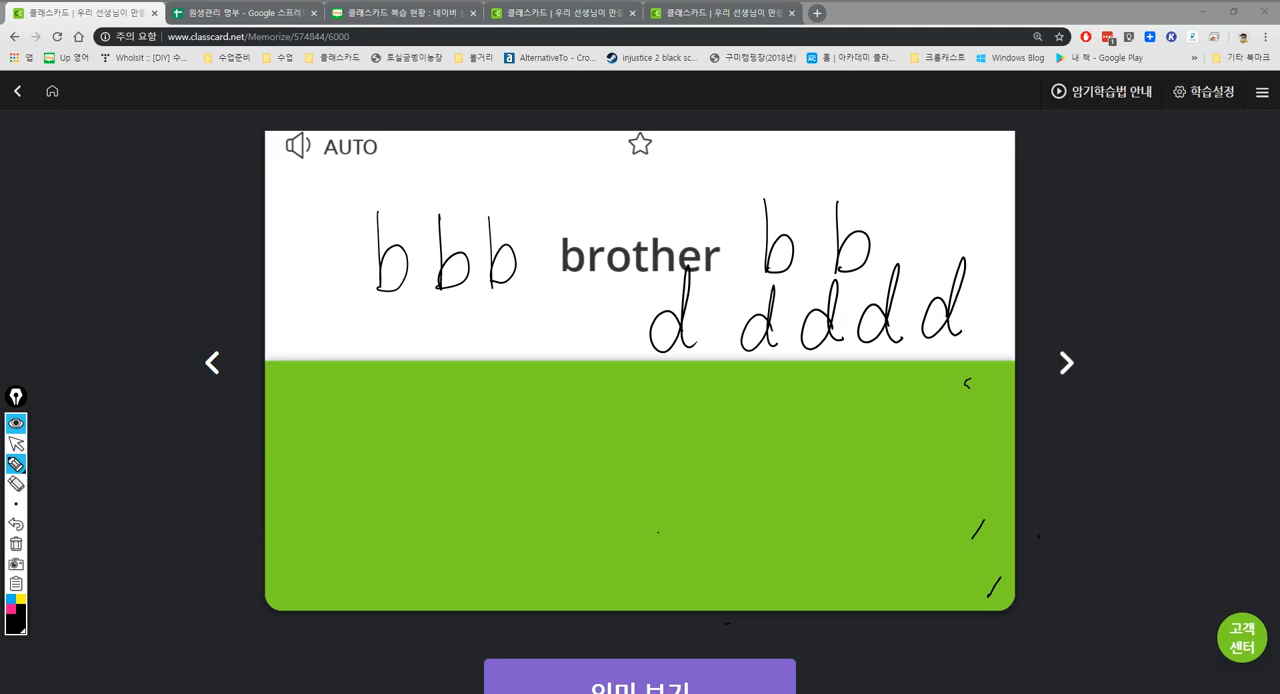 클래스카드 | 우리 선생님이 만든
원생관리 명부 - Google 스프레
클래스카드 복습 현황 : 네이버
클래스카드 | 우리 선생님이 만든
클래스카드 | 우리 선생님이 만든
주의 요함 www.classcard.net/Memorize/574844/6000
앱 Up 영어 WhoisIt :: [DIY] 수... 수업준비 수업 클래스카드 토실금벵이농장 볼거리 AlternativeTo - Cro... injustice 2 black sc... 구미캠핑장(2018년) 홈 | 아카데미 클라... 크롬캐스트 Windows Blog 내 책 - Google Play » 기타 북마크
암기학습법 안내 학습설정
AUTO
b b b brother b b
d d d d d
의미 보기
고객
센터